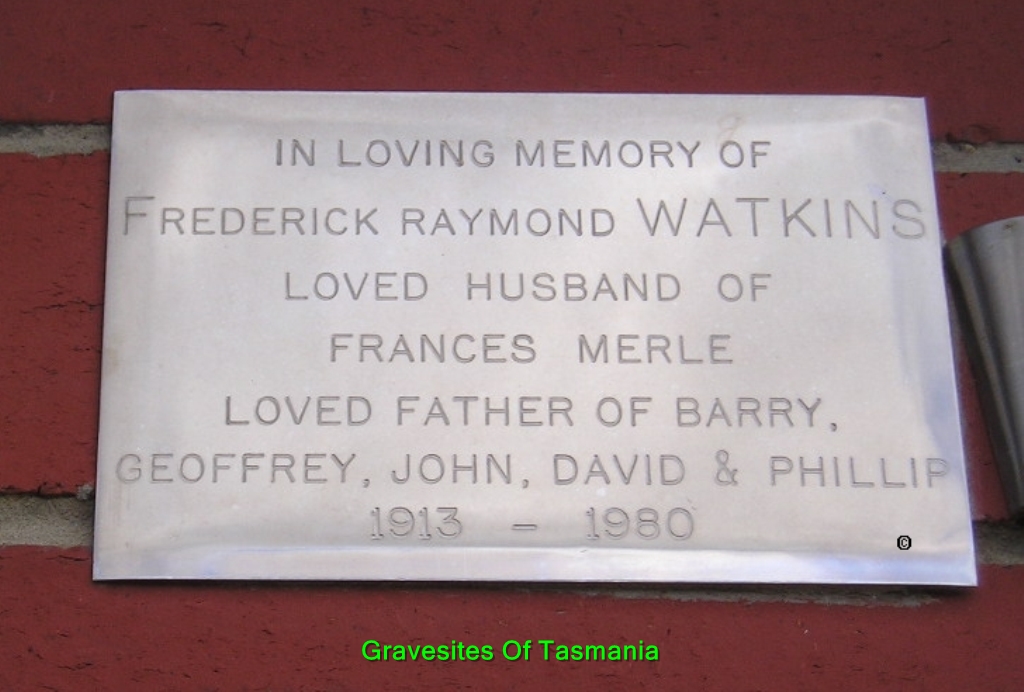 IN LOVING MEMORY OF
FREDERICK RAYMOND WATKINS
LOVED HUSBAND OF
FRANCES MERLE
LOVED FATHER OF BARRY,
GEOFFREY, JOHN, DAVID & PHILLIP
1913 - 1980
©
Gravesites Of Tasmania